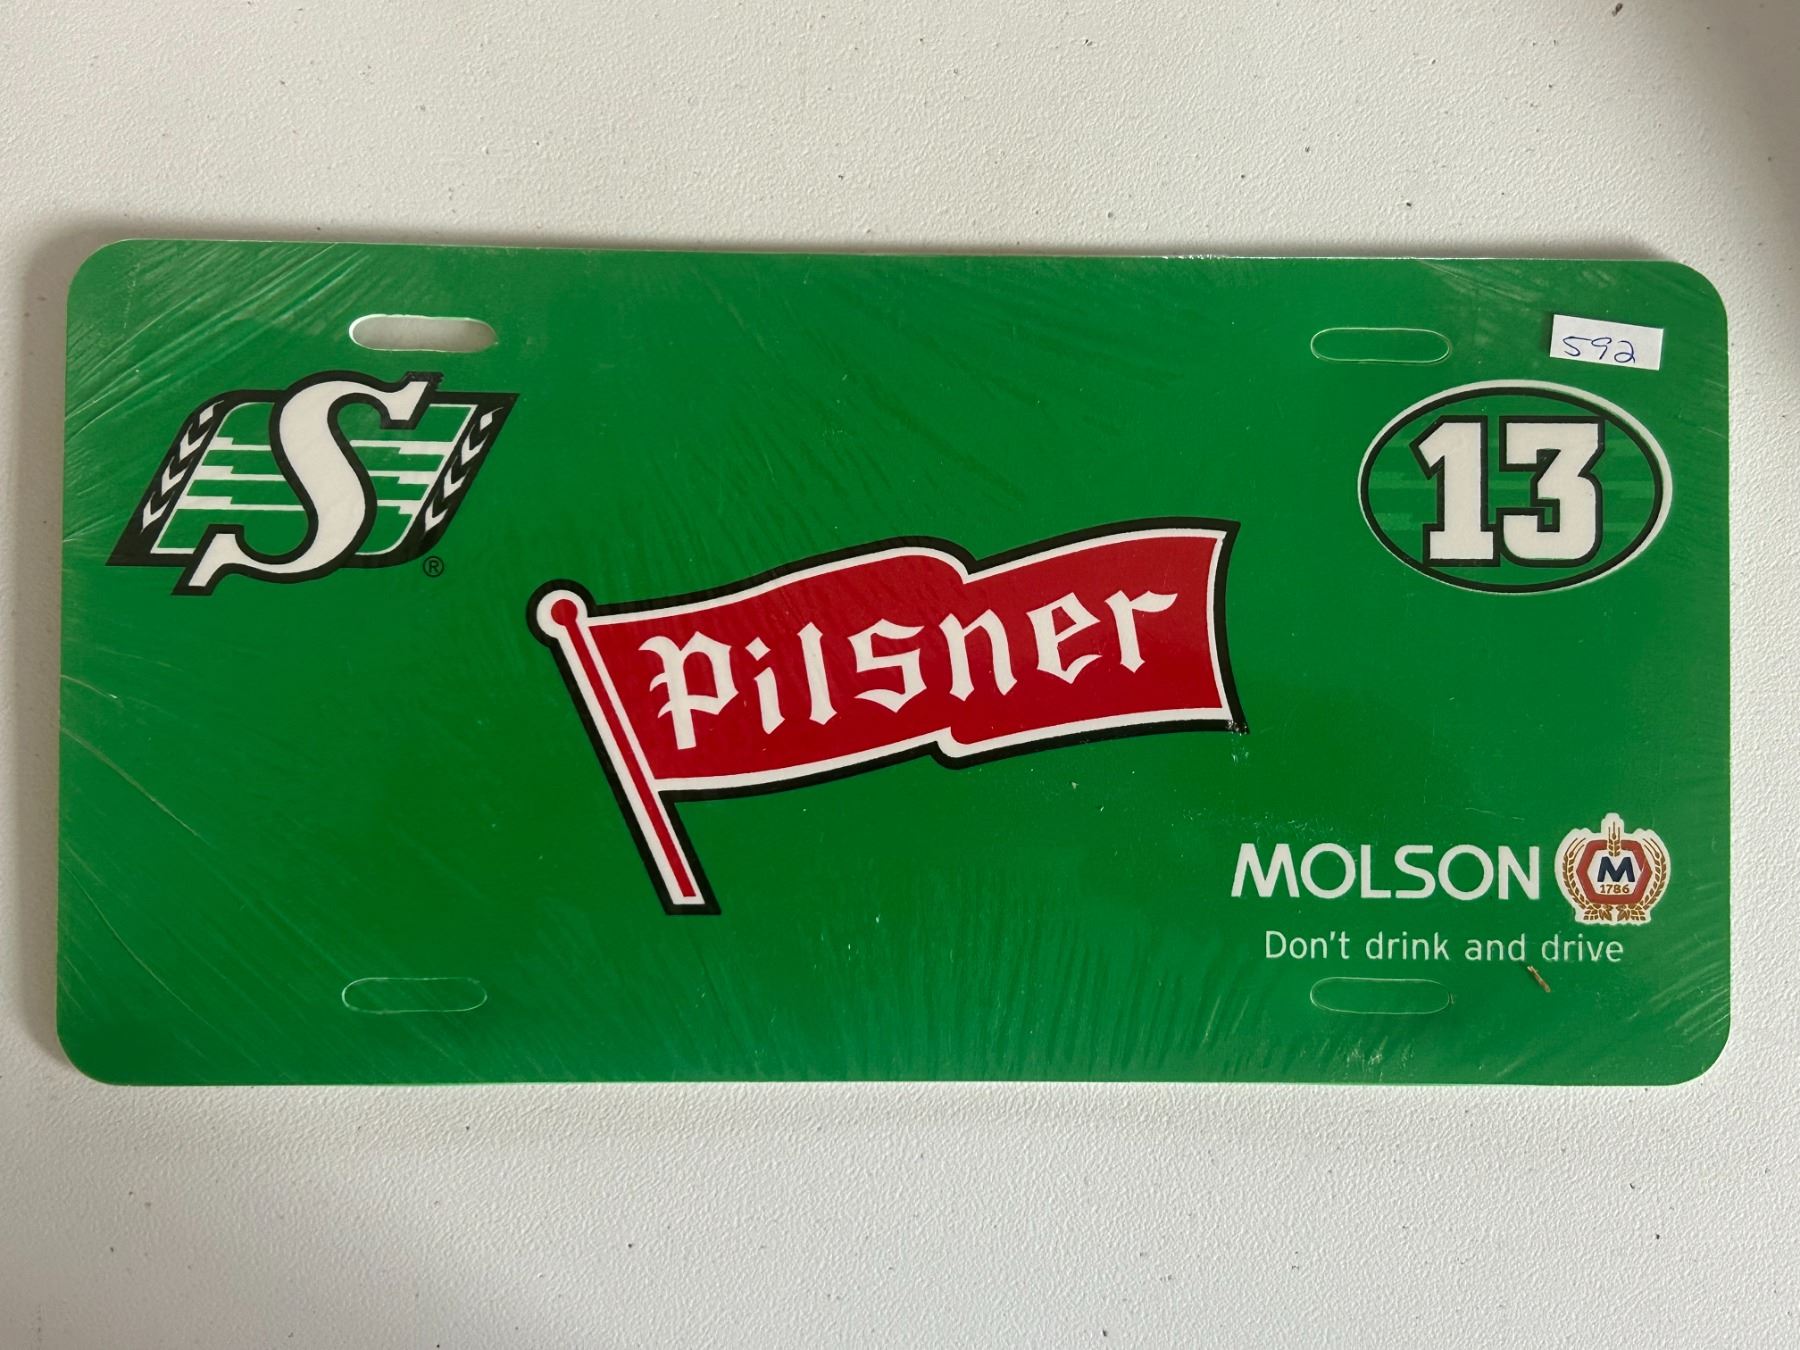 592
S
®
13
Pilsner
MOLSON
M
1786
Don't drink and drive